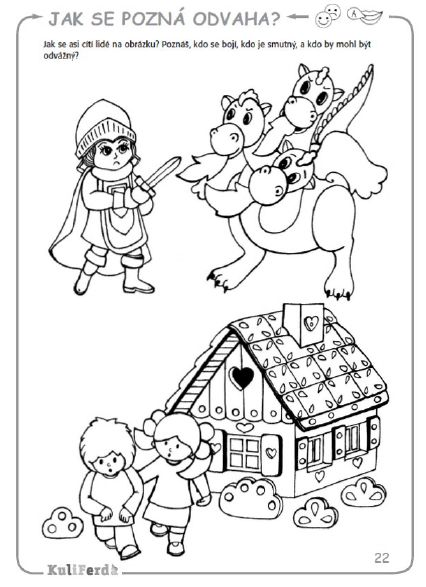 JAK SE POZNÁ ODVAHA?
Jak se asi cítí lidé na obrázku? Poznáš, kdo se bojí, kdo je smutný, a kdo by mohl být
odvážný?
22
KuliFerda